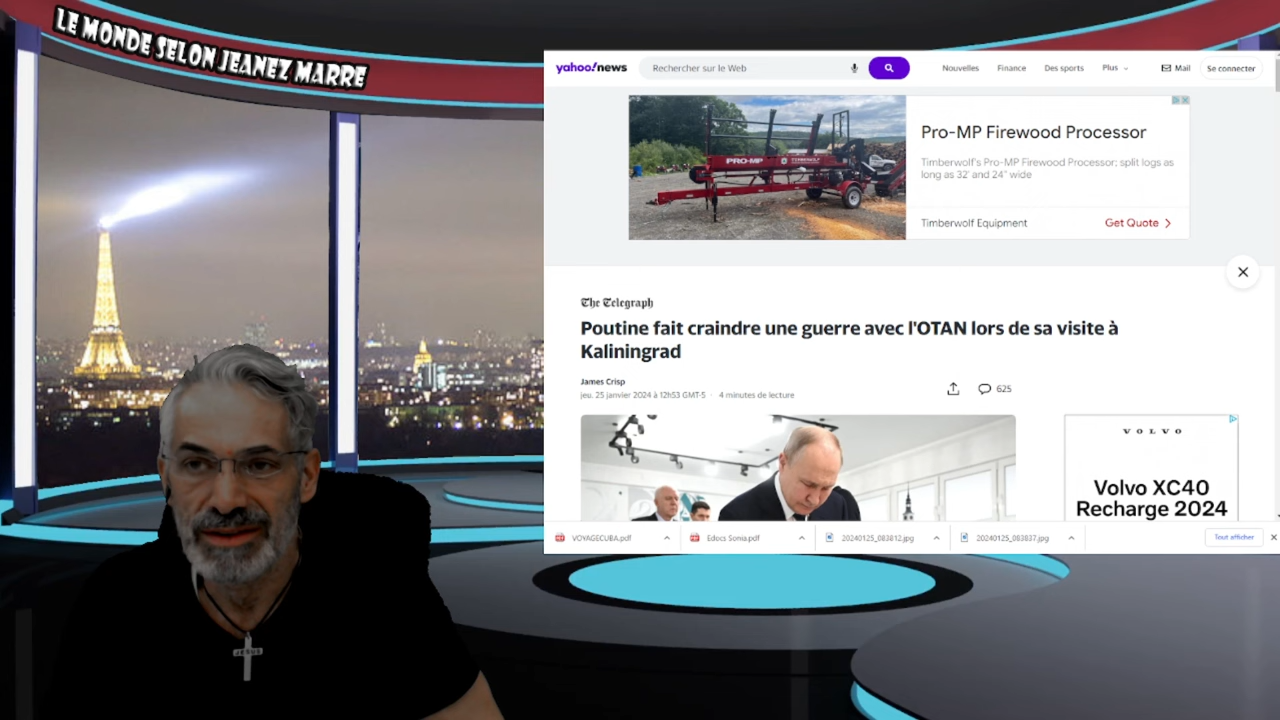 LE MONDE SELON JEANEZ MARRE
yahoo!news
Rechercher sur le Web
Nouvelles
Finance
Des sports
Plus
Mail
Se connecter
PRO-MP
TIMBERWOLF
Pro-MP Firewood Processor
Timberwolf's Pro-MP Firewood Processor; split logs as
long as 32' and 24" wide
Timberwolf Equipment
Get Quote
The Telegraph
Poutine fait craindre une guerre avec l'OTAN lors de sa visite à
Kaliningrad
James Crisp
jeu. 25 janvier 2024 à 12h53 GMT-5 · 4 minutes de lecture
625
VOLVO
Volvo XC40
Recharge 2024
VOYAGECUBA.pdf
Edocs Sonia.pdf
20240125_083812.jpg
20240125_083837.jpg
Tout afficher
JESUS